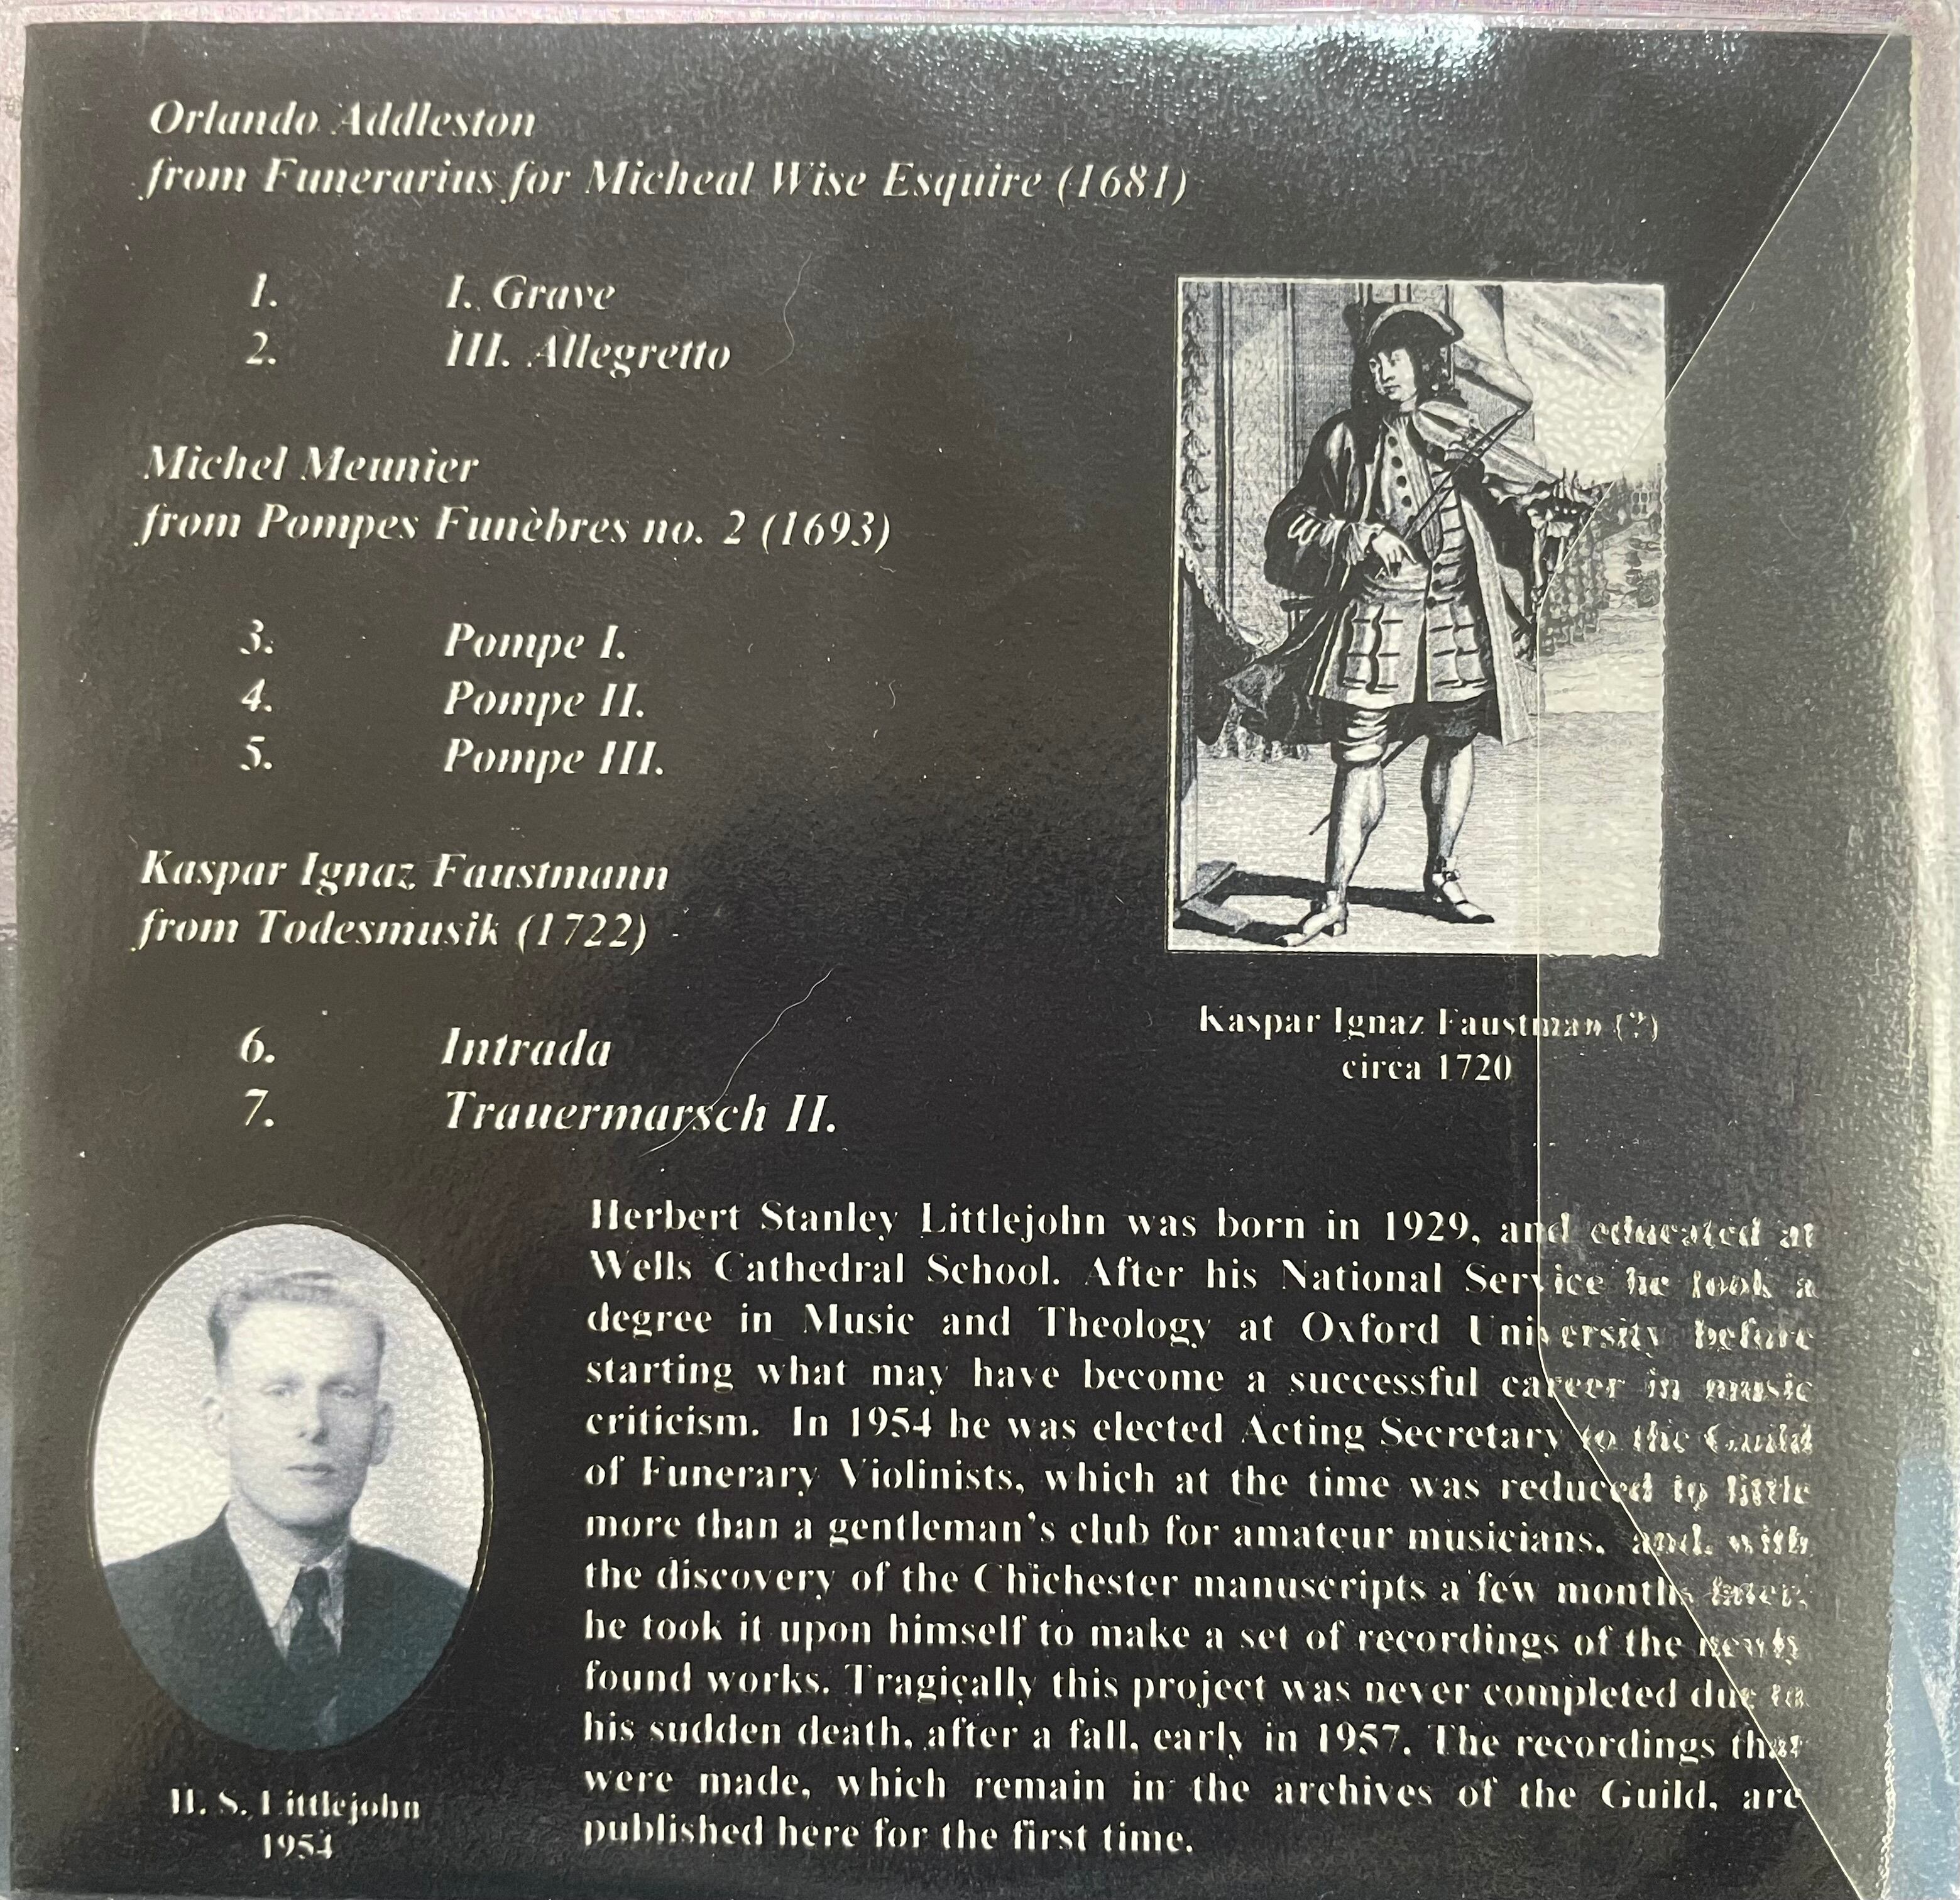 Orlando Addleston
from Funerarius for Micheal Wise Esquire (1681)
1. I. Grave
2. III. Allegretto
Michel Meunier
from Pompes Funèbres no. 2 (1693)
3. Pompe I.
4. Pompe II.
5. Pompe III.
Kaspar Ignaz Faustmann
from Todesmusik (1722)
6. Intrada
7. Trauermarsch II.
Kaspar Ignaz Faustman (?)
circa 1720
Herbert Stanley Littlejohn was born in 1929, and educated at
Wells Cathedral School. After his National Service he took a
degree in Music and Theology at Oxford University before
starting what may have become a successful career in music
criticism. In 1954 he was elected Acting Secretary to the Guild
of Funerary Violinists, which at the time was reduced to little
more than a gentleman's club for amateur musicians, and, with
the discovery of the Chichester manuscripts a few months later,
he took it upon himself to make a set of recordings of the newly
found works. Tragically this project was never completed due to
his sudden death, after a fall, early in 1957. The recordings that
were made, which remain in the archives of the Guild, are
published here for the first time.
H. S. Littlejohn
1954